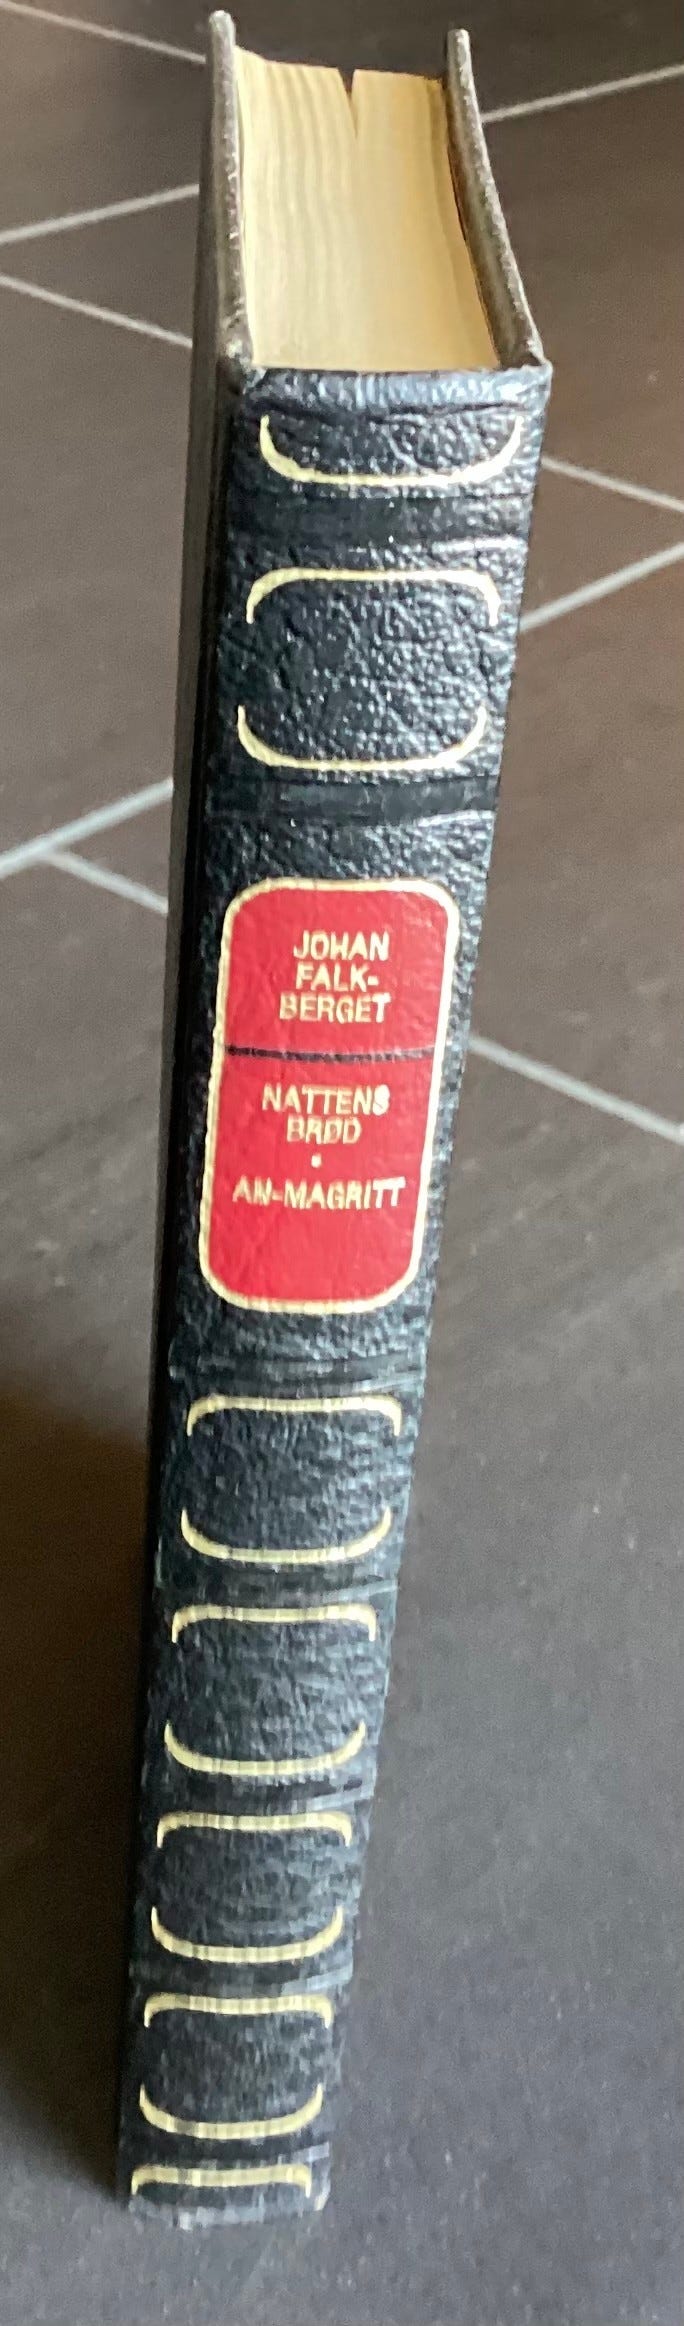 JOHAN
FALK-
BERGET
NATTENS
BRØD
•
AN-MAGRITT